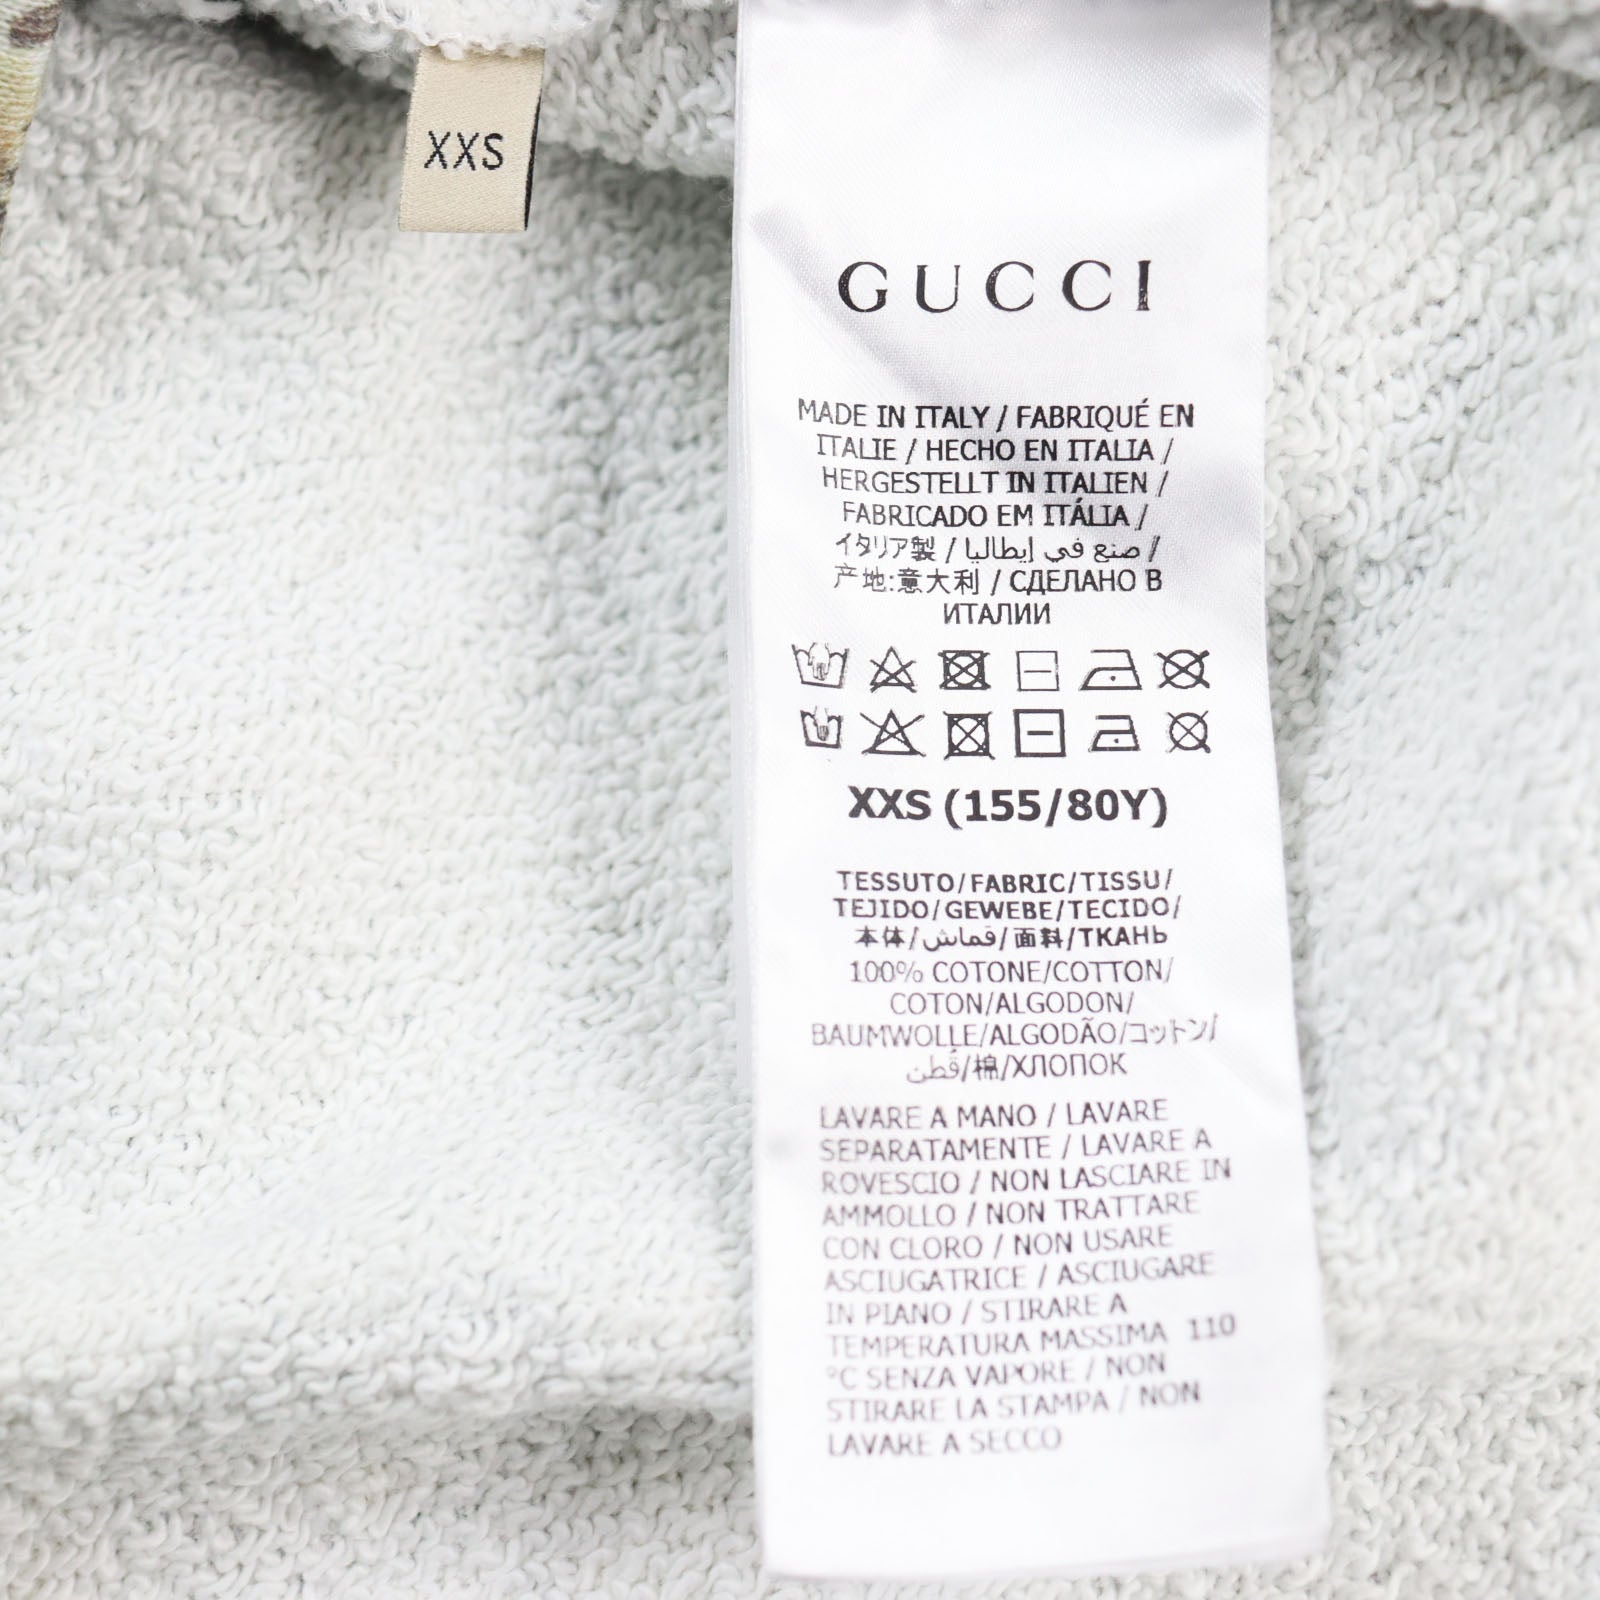 XXS
GUCCI
MADE IN ITALY / FABRIQUÉ EN
ITALIE / HECHO EN ITALIA /
HERGESTELLT IN ITALIEN /
FABRICADO EM ITÁLIA /
イタリア製 / صنع في إيطاليا /
产地:意大利 / СДЕЛАНО В
ИТАЛИИ
XXS (155/80Y)
TESSUTO/FABRIC/TISSU/
TEJIDO/GEWEBE/TECIDO/
本体/قماش/面料/ТКАНЬ
100% COTONE/COTTON/
COTON/ALGODON/
BAUMWOLLE/ALGODÃO/コットン/
قطن/棉/ХЛОПОК
LAVARE A MANO / LAVARE
SEPARATAMENTE / LAVARE A
ROVESCIO / NON LASCIARE IN
AMMOLLO / NON TRATTARE
CON CLORO / NON USARE
ASCIUGATRICE / ASCIUGARE
IN PIANO / STIRARE A
TEMPERATURA MASSIMA 110
°C SENZA VAPORE / NON
STIRARE LA STAMPA / NON
LAVARE A SECCO